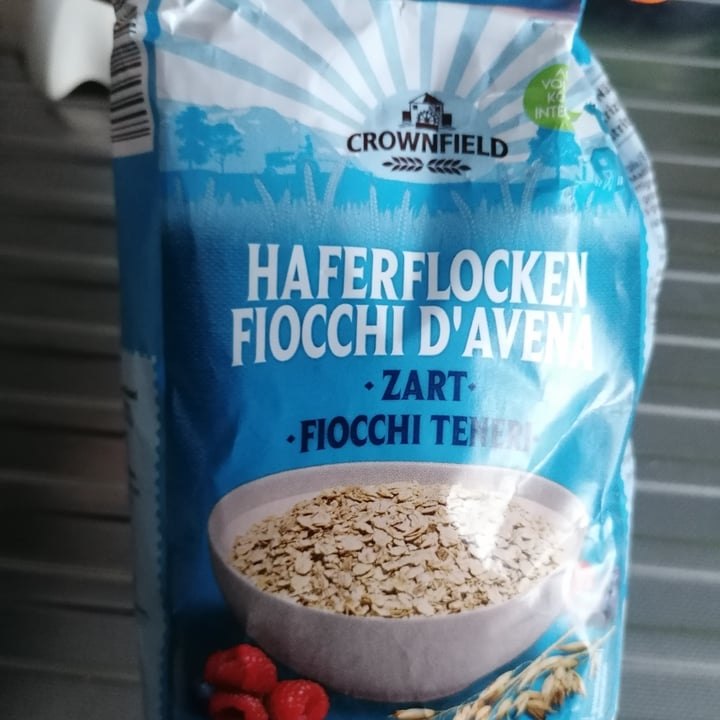 CROWNFIELD
HAFERFLOCKEN
FIOCCHI D'AVENA
· ZART ·
· FIOCCHI TENERI ·